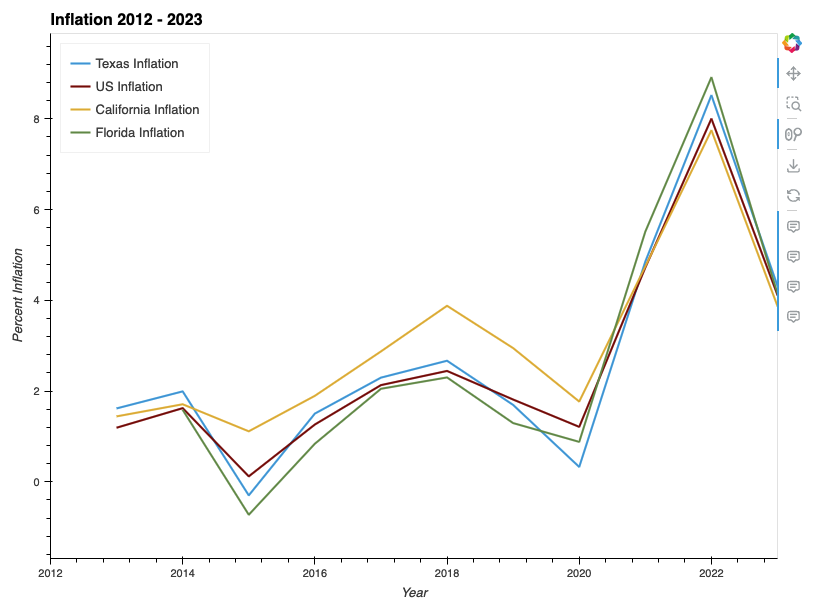 Inflation 2012 - 2023
Texas Inflation
US Inflation
California Inflation
Florida Inflation
Percent Inflation
8
6
4
2
0
2012 2014 2016 2018 2020 2022
Year